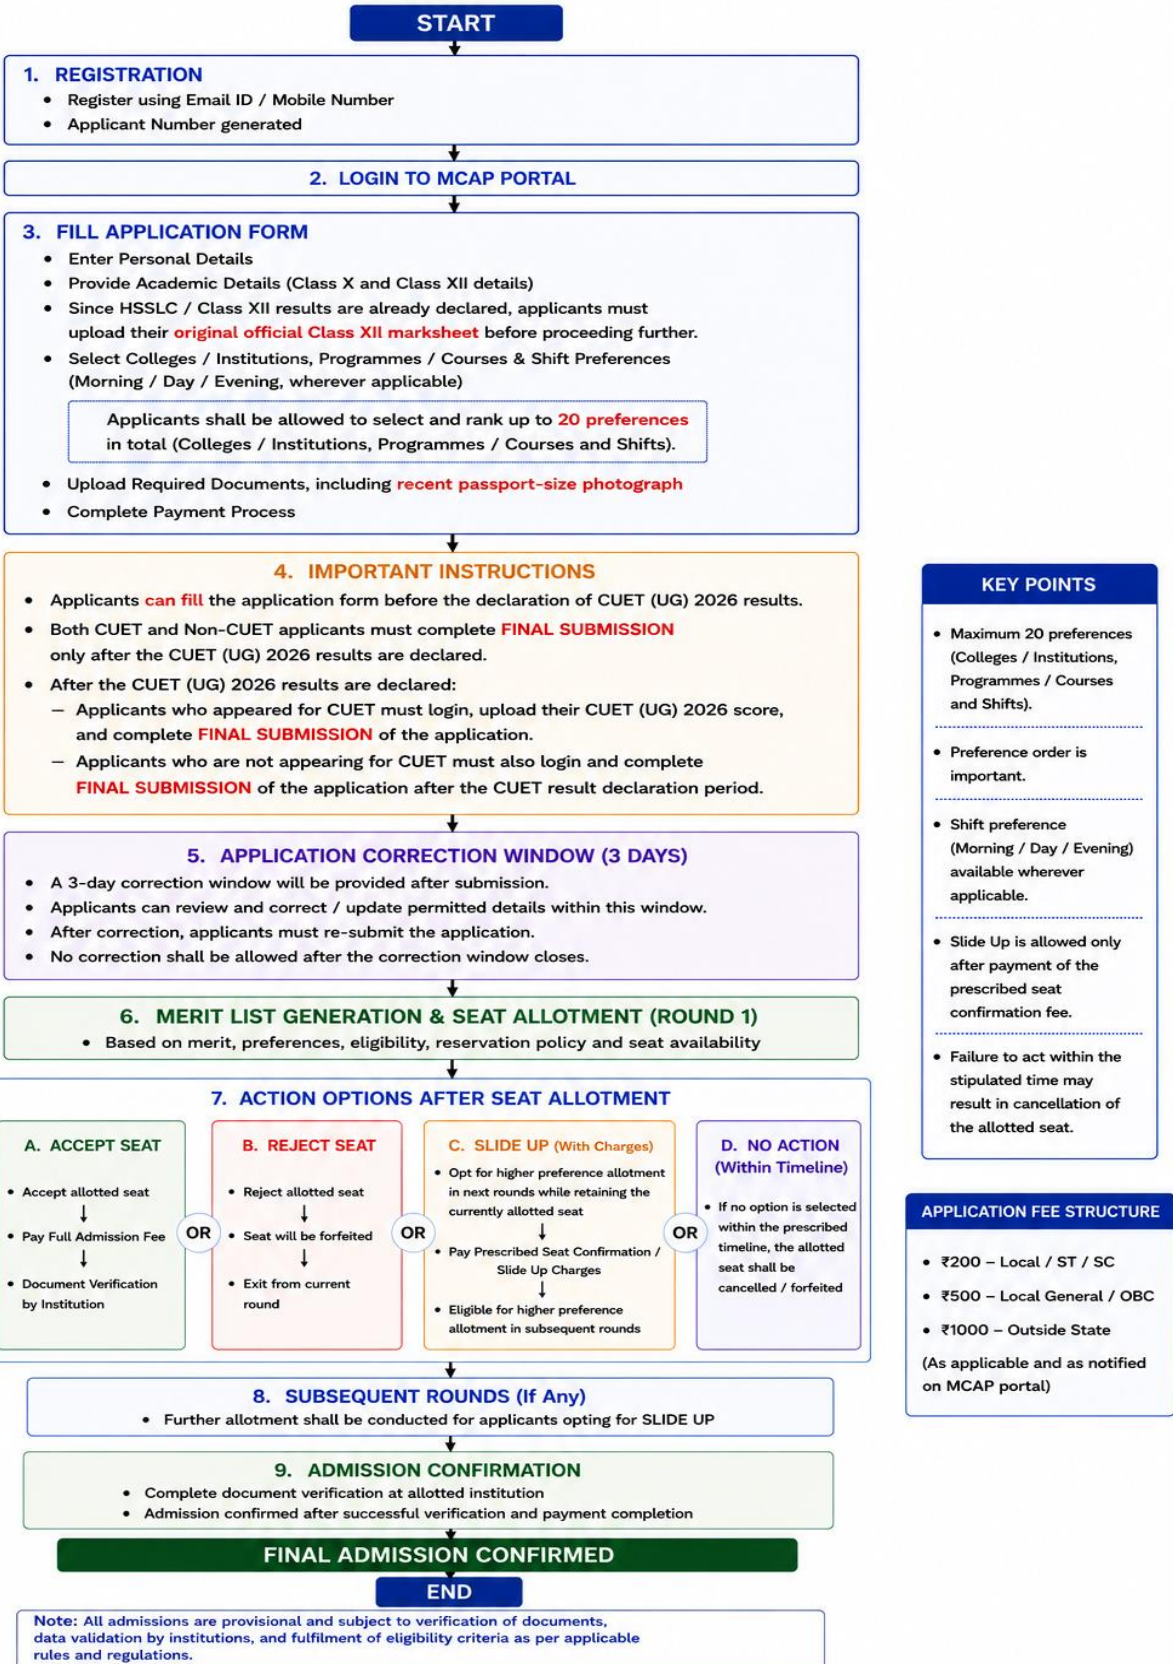 START
1. REGISTRATION
• Register using Email ID / Mobile Number
• Applicant Number generated
2. LOGIN TO MCAP PORTAL
3. FILL APPLICATION FORM
• Enter Personal Details
• Provide Academic Details (Class X and Class XII details)
• Since HSSLC / Class XII results are already declared, applicants must
upload their original official Class XII marksheet before proceeding further.
• Select Colleges / Institutions, Programmes / Courses & Shift Preferences
(Morning / Day / Evening, wherever applicable)
Applicants shall be allowed to select and rank up to 20 preferences
in total (Colleges / Institutions, Programmes / Courses and Shifts).
• Upload Required Documents, including recent passport-size photograph
• Complete Payment Process
4. IMPORTANT INSTRUCTIONS
• Applicants can fill the application form before the declaration of CUET (UG) 2026 results.
• Both CUET and Non-CUET applicants must complete FINAL SUBMISSION
only after the CUET (UG) 2026 results are declared.
• After the CUET (UG) 2026 results are declared:
– Applicants who appeared for CUET must login, upload their CUET (UG) 2026 score,
and complete FINAL SUBMISSION of the application.
– Applicants who are not appearing for CUET must also login and complete
FINAL SUBMISSION of the application after the CUET result declaration period.
5. APPLICATION CORRECTION WINDOW (3 DAYS)
• A 3-day correction window will be provided after submission.
• Applicants can review and correct / update permitted details within this window.
• After correction, applicants must re-submit the application.
• No correction shall be allowed after the correction window closes.
6. MERIT LIST GENERATION & SEAT ALLOTMENT (ROUND 1)
• Based on merit, preferences, eligibility, reservation policy and seat availability
7. ACTION OPTIONS AFTER SEAT ALLOTMENT
A. ACCEPT SEAT
• Accept allotted seat
• Pay Full Admission Fee
• Document Verification
by Institution
OR
B. REJECT SEAT
• Reject allotted seat
• Seat will be forfeited
• Exit from current
round
OR
C. SLIDE UP (With Charges)
• Opt for higher preference allotment
in next rounds while retaining the
currently allotted seat
• Pay Prescribed Seat Confirmation /
Slide Up Charges
• Eligible for higher preference
allotment in subsequent rounds
OR
D. NO ACTION
(Within Timeline)
• If no option is selected
within the prescribed
timeline, the allotted
seat shall be
cancelled / forfeited
8. SUBSEQUENT ROUNDS (If Any)
• Further allotment shall be conducted for applicants opting for SLIDE UP
9. ADMISSION CONFIRMATION
• Complete document verification at allotted institution
• Admission confirmed after successful verification and payment completion
FINAL ADMISSION CONFIRMED
END
Note: All admissions are provisional and subject to verification of documents,
data validation by institutions, and fulfilment of eligibility criteria as per applicable
rules and regulations.
KEY POINTS
• Maximum 20 preferences
(Colleges / Institutions,
Programmes / Courses
and Shifts).
• Preference order is
important.
• Shift preference
(Morning / Day / Evening)
available wherever
applicable.
• Slide Up is allowed only
after payment of the
prescribed seat
confirmation fee.
• Failure to act within the
stipulated time may
result in cancellation of
the allotted seat.
APPLICATION FEE STRUCTURE
• ₹200 – Local / ST / SC
• ₹500 – Local General / OBC
• ₹1000 – Outside State
(As applicable and as notified
on MCAP portal)